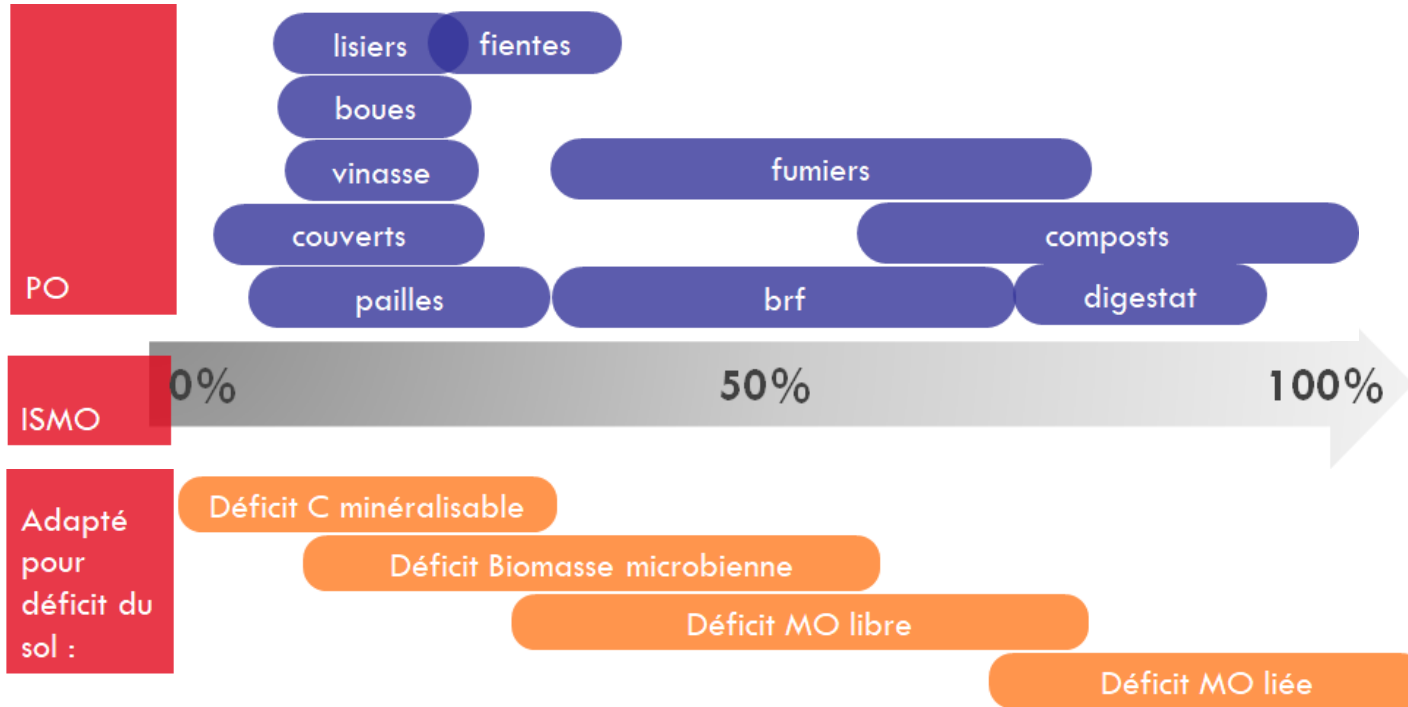 lisiers fientes
boues
vinasse fumiers
couverts composts
PO pailles brf digestat
0% 50% 100%
ISMO
Adapté
pour
déficit du
sol :
Déficit C minéralisable
Déficit Biomasse microbienne
Déficit MO libre
Déficit MO liée